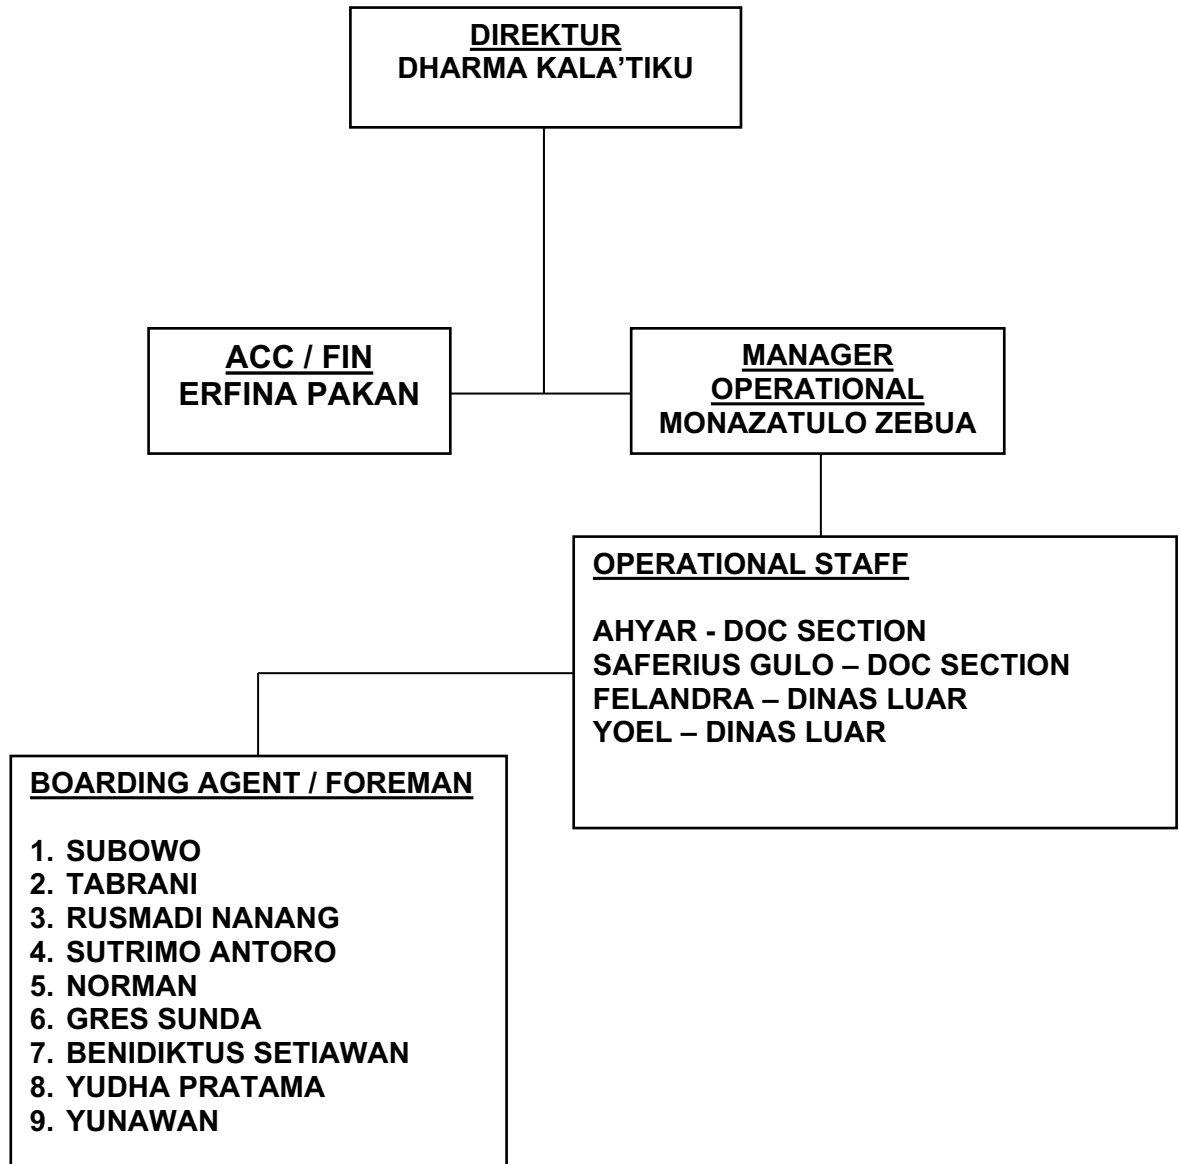 DIREKTUR
DHARMA KALA’TIKU
ACC / FIN
ERFINA PAKAN
MANAGER
OPERATIONAL
MONAZATULO ZEBUA
OPERATIONAL STAFF
AHYAR - DOC SECTION
SAFERIUS GULO – DOC SECTION
FELANDRA – DINAS LUAR
YOEL – DINAS LUAR
BOARDING AGENT / FOREMAN
1. SUBOWO
2. TABRANI
3. RUSMADI NANANG
4. SUTRIMO ANTORO
5. NORMAN
6. GRES SUNDA
7. BENIDIKTUS SETIAWAN
8. YUDHA PRATAMA
9. YUNAWAN